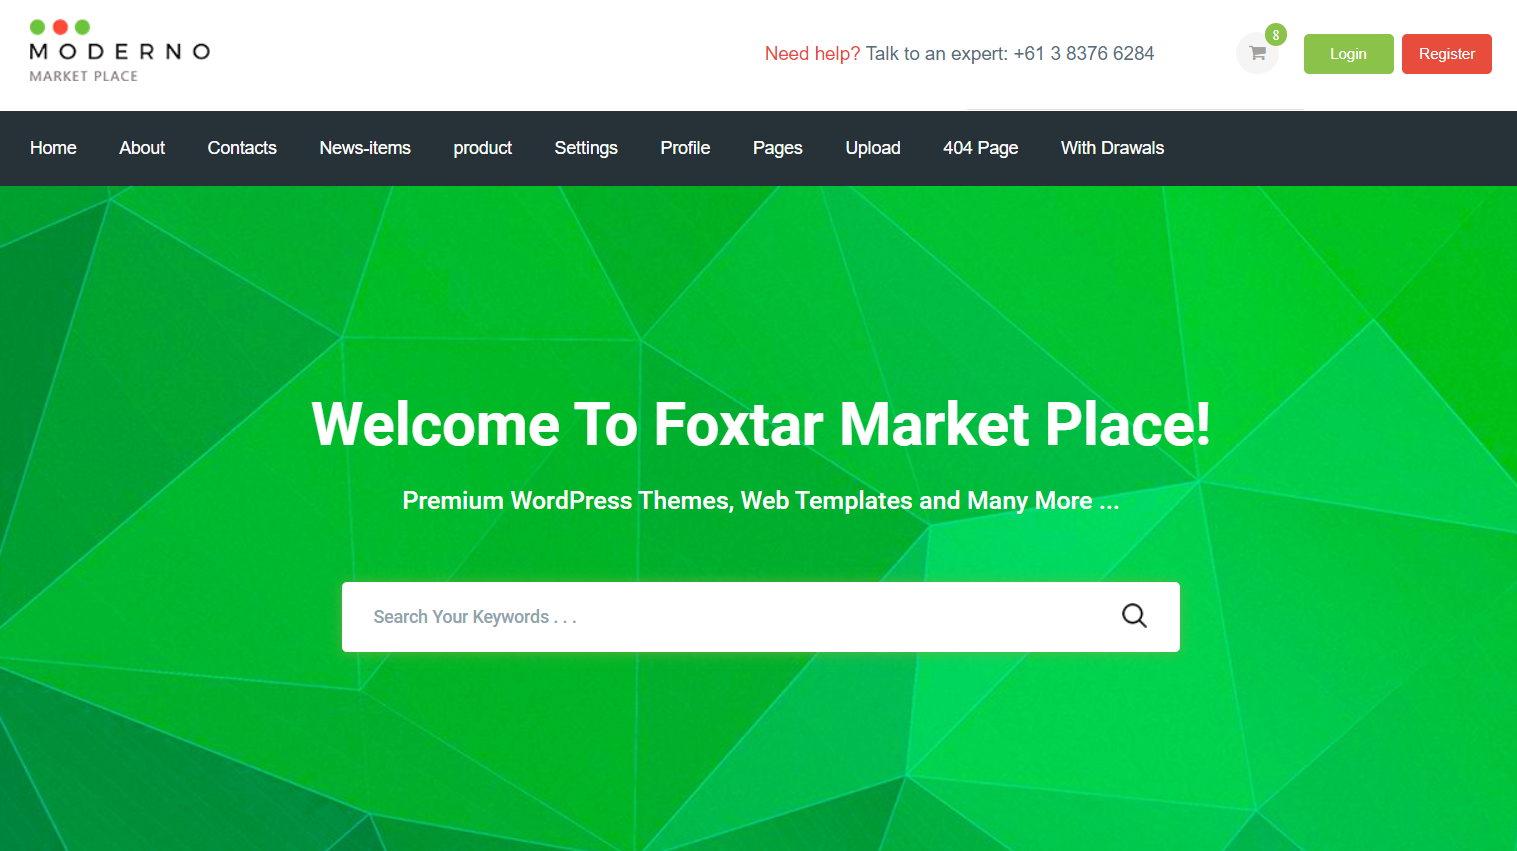 MODERNO
MARKET PLACE
Need help? Talk to an expert: +61 3 8376 6284
8
Login
Register
Home About Contacts News-items product Settings Profile Pages Upload 404 Page With Drawals
Welcome To Foxtar Market Place!
Premium WordPress Themes, Web Templates and Many More ...
Search Your Keywords . . .